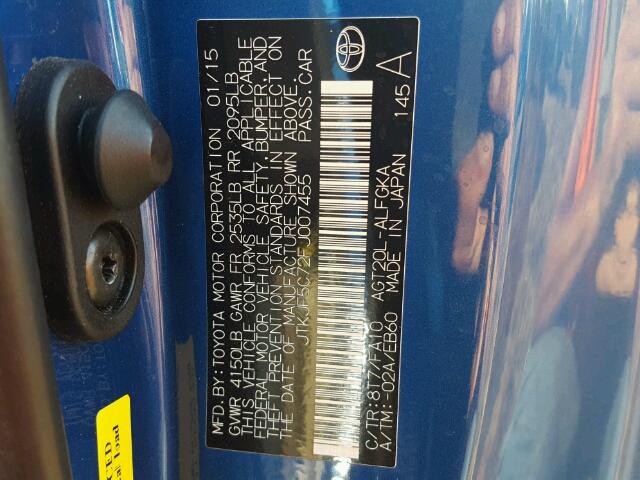 MFD. BY: TOYOTA MOTOR CORPORATION 01/15
GVWR 4150LB GAWR FR 2535LB RR 2095LB
THIS VEHICLE CONFORMS TO ALL APPLICABLE
FEDERAL MOTOR VEHICLE SAFETY, BUMPER, AND
THEFT PREVENTION STANDARDS IN EFFECT ON
THE DATE OF MANUFACTURE SHOWN ABOVE.
JTKJF5C72FJ007455 PASS. CAR
C/TR: 8T7/FA16 AGT20L-ALFGKA
A/TM: -02A/EB60 MADE IN JAPAN 145 A
load